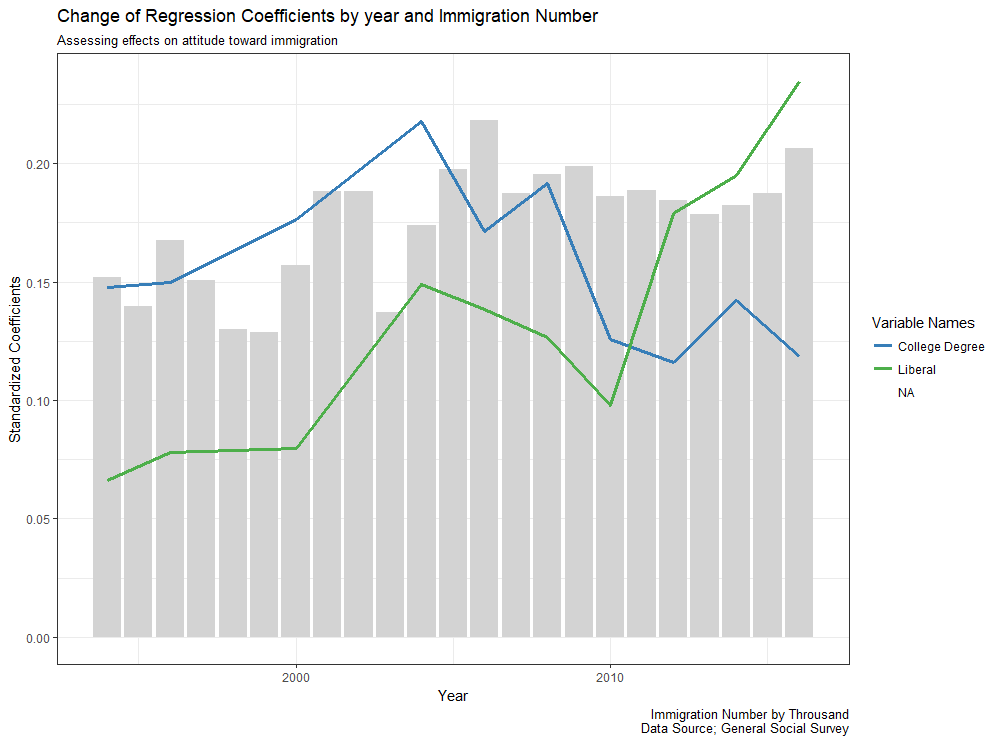 Change of Regression Coefficients by year and Immigration Number
Assessing effects on attitude toward immigration
Standardized Coefficients
0.20
0.15
0.10
0.05
0.00
2000
2010
Year
Variable Names
College Degree
Liberal
NA
Immigration Number by Throusand
Data Source; General Social Survey